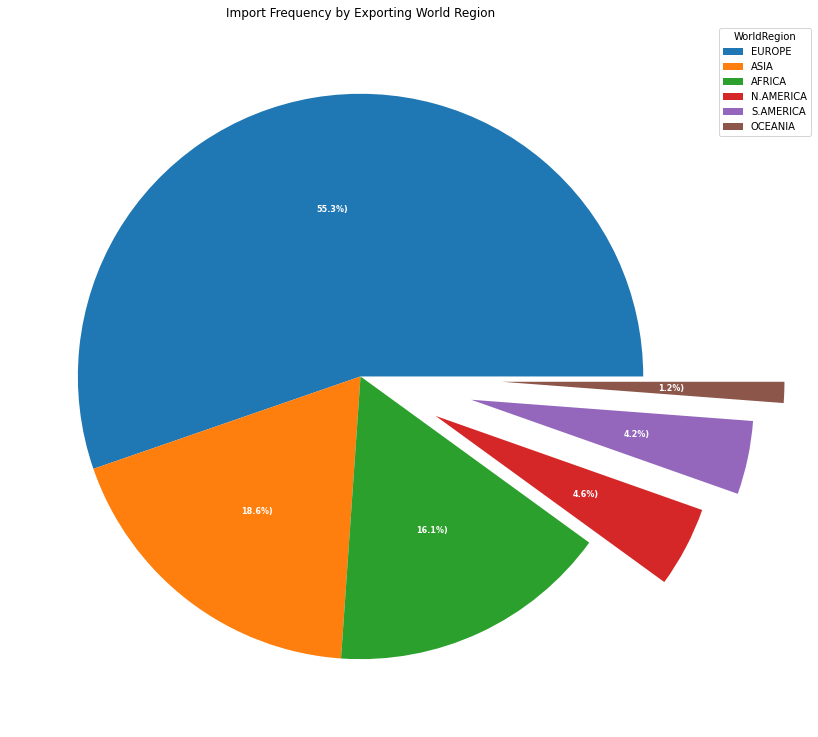 Import Frequency by Exporting World Region
WorldRegion
EUROPE
ASIA
AFRICA
N.AMERICA
S.AMERICA
OCEANIA
55.3%)
1.2%)
4.2%)
4.6%)
18.6%)
16.1%)